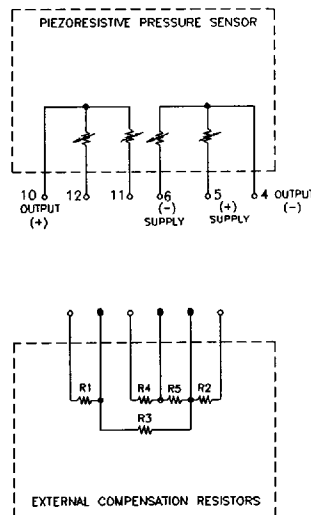 PIEZORESISTIVE PRESSURE SENSOR
10 12 11 6 5 4 OUTPUT
OUTPUT (-) (+) (-)
(+) SUPPLY SUPPLY
R1 R4 R5 R2
R3
EXTERNAL COMPENSATION RESISTORS